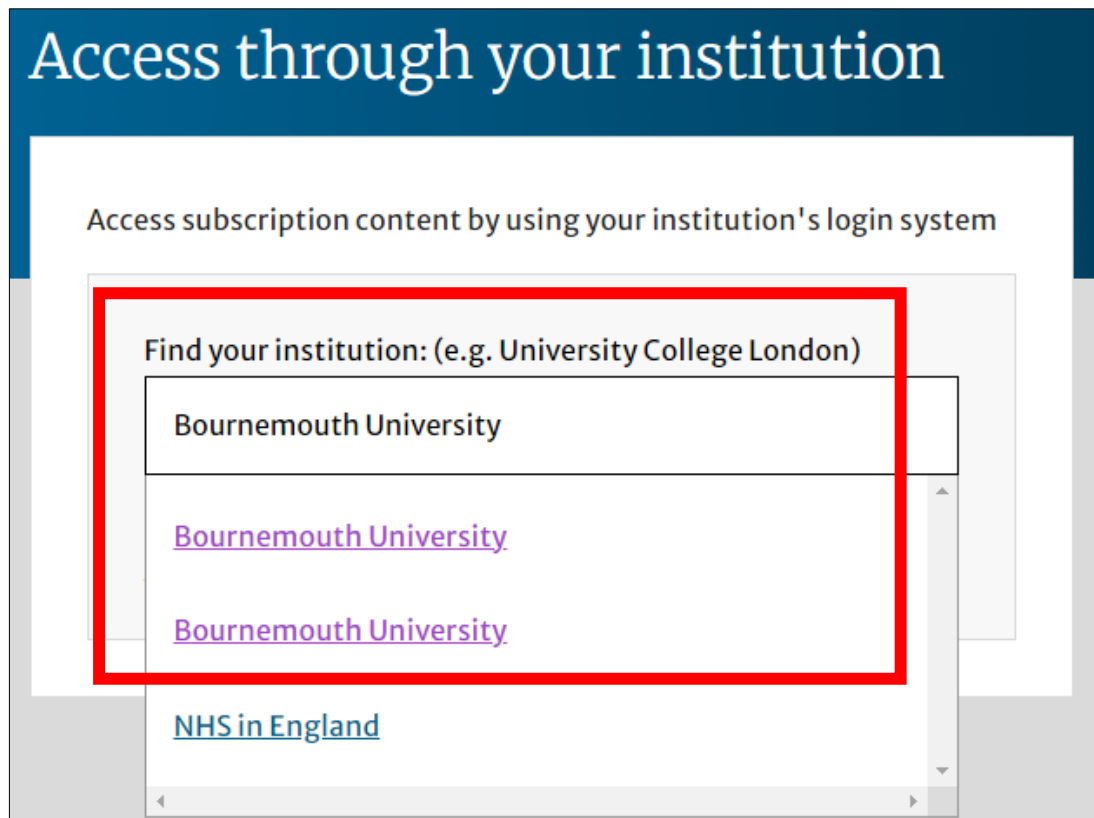 Access through your institution
Access subscription content by using your institution's login system
Find your institution: (e.g. University College London)
Bournemouth University
Bournemouth University
Bournemouth University
NHS in England